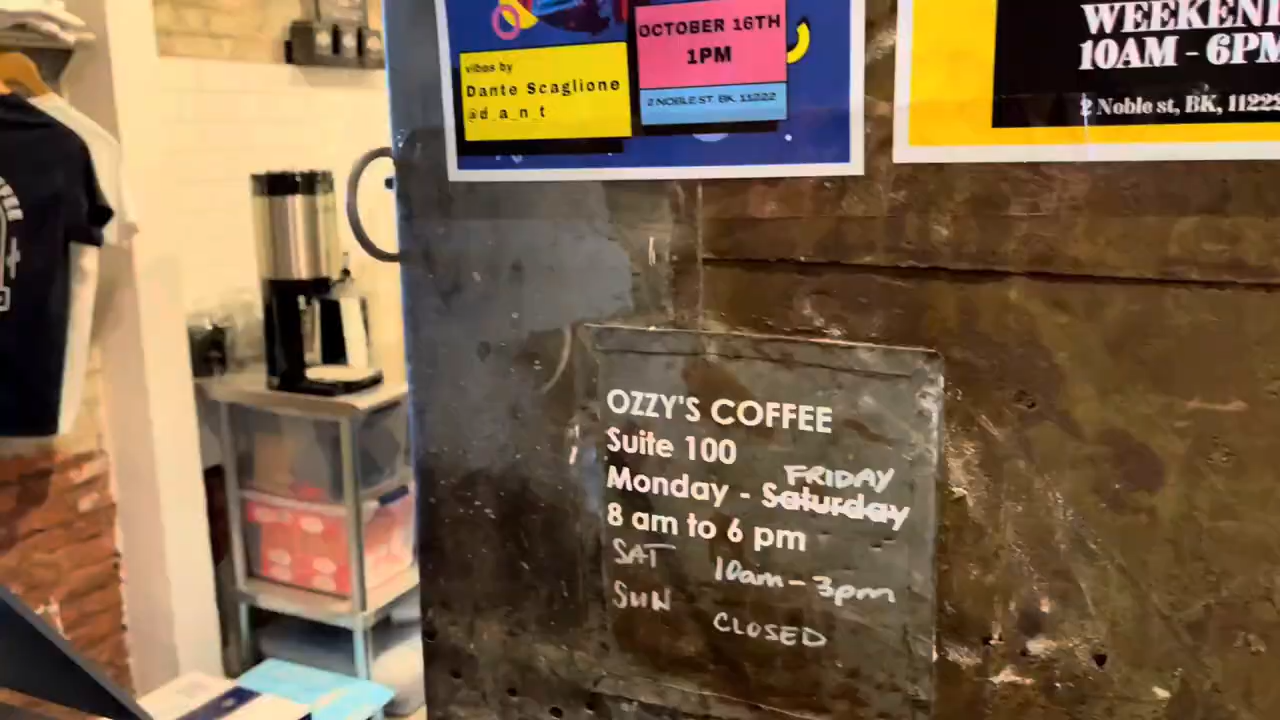 OCTOBER 16TH
1PM
2 NOBLE ST, BK, 11222
vibes by
Dante Scaglione
@d_a_n_t
10AM - 6PM
2 Noble st, BK, 11222
OZZY'S COFFEE
Suite 100
FRIDAY
Monday - Saturday
8 am to 6 pm
SAT 10am - 3pm
SUN CLOSED